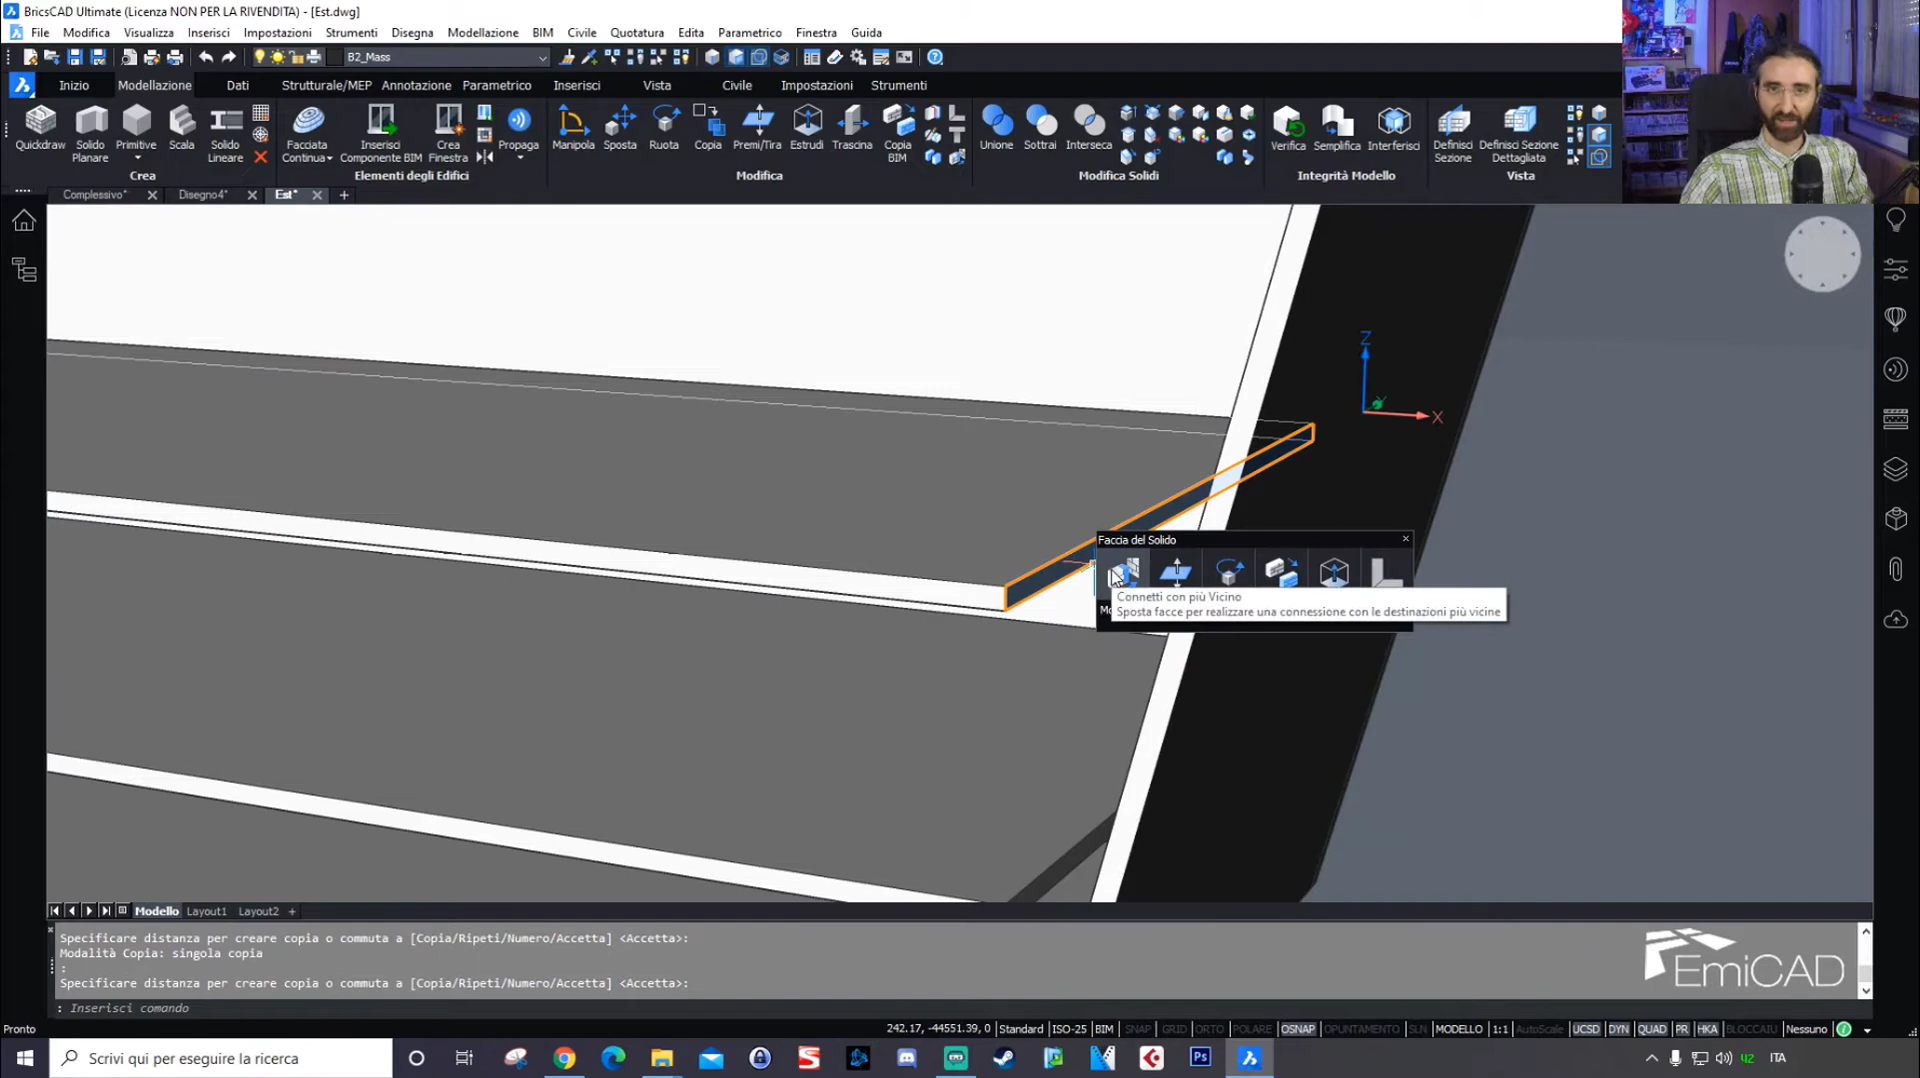 BricsCAD Ultimate (Licenza NON PER LA RIVENDITA) - [Est.dwg]
File Modifica Visualizza Inserisci Impostazioni Strumenti Disegna Modellazione BIM Civile Quotatura Edita Parametrico Finestra Guida
B2_Mass
Inizio Modellazione Dati Strutturale/MEP Annotazione Parametrico Inserisci Vista Civile Impostazioni Strumenti
Quickdraw Solido Planare Primitive Scala Solido Lineare Facciata Continua Inserisci Componente BIM Crea Finestra Propaga Manipola Sposta Ruota Copia Premi/Tira Estrudi Trascina Copia BIM Unione Sottrai Interseca Verifica Semplifica Interferisci Definisci Sezione Definisci Sezione Dettagliata
Crea Elementi degli Edifici Modifica Modifica Solidi Integrità Modello Vista
Complessivo* Disegno4* Est*
Z
X
Faccia del Solido
Connetti con più Vicino
Mo
Sposta facce per realizzare una connessione con le destinazioni più vicine
Modello Layout1 Layout2
Specificare distanza per creare copia o commuta a [Copia/Ripeti/Numero/Accetta] <Accetta>:
Modalità Copia: singola copia
:
Specificare distanza per creare copia o commuta a [Copia/Ripeti/Numero/Accetta] <Accetta>:
: Inserisci comando
EmiCAD
Pronto 242.17, -44551.39, 0 Standard ISO-25 BIM SNAP GRID ORTO POLARE OSNAP OPUNTAMENTO SLN MODELLO 1:1 AutoScale UCSD DYN QUAD PR HKA BLOCCAIU Nessuno
Scrivi qui per eseguire la ricerca
Ps
42 ITA